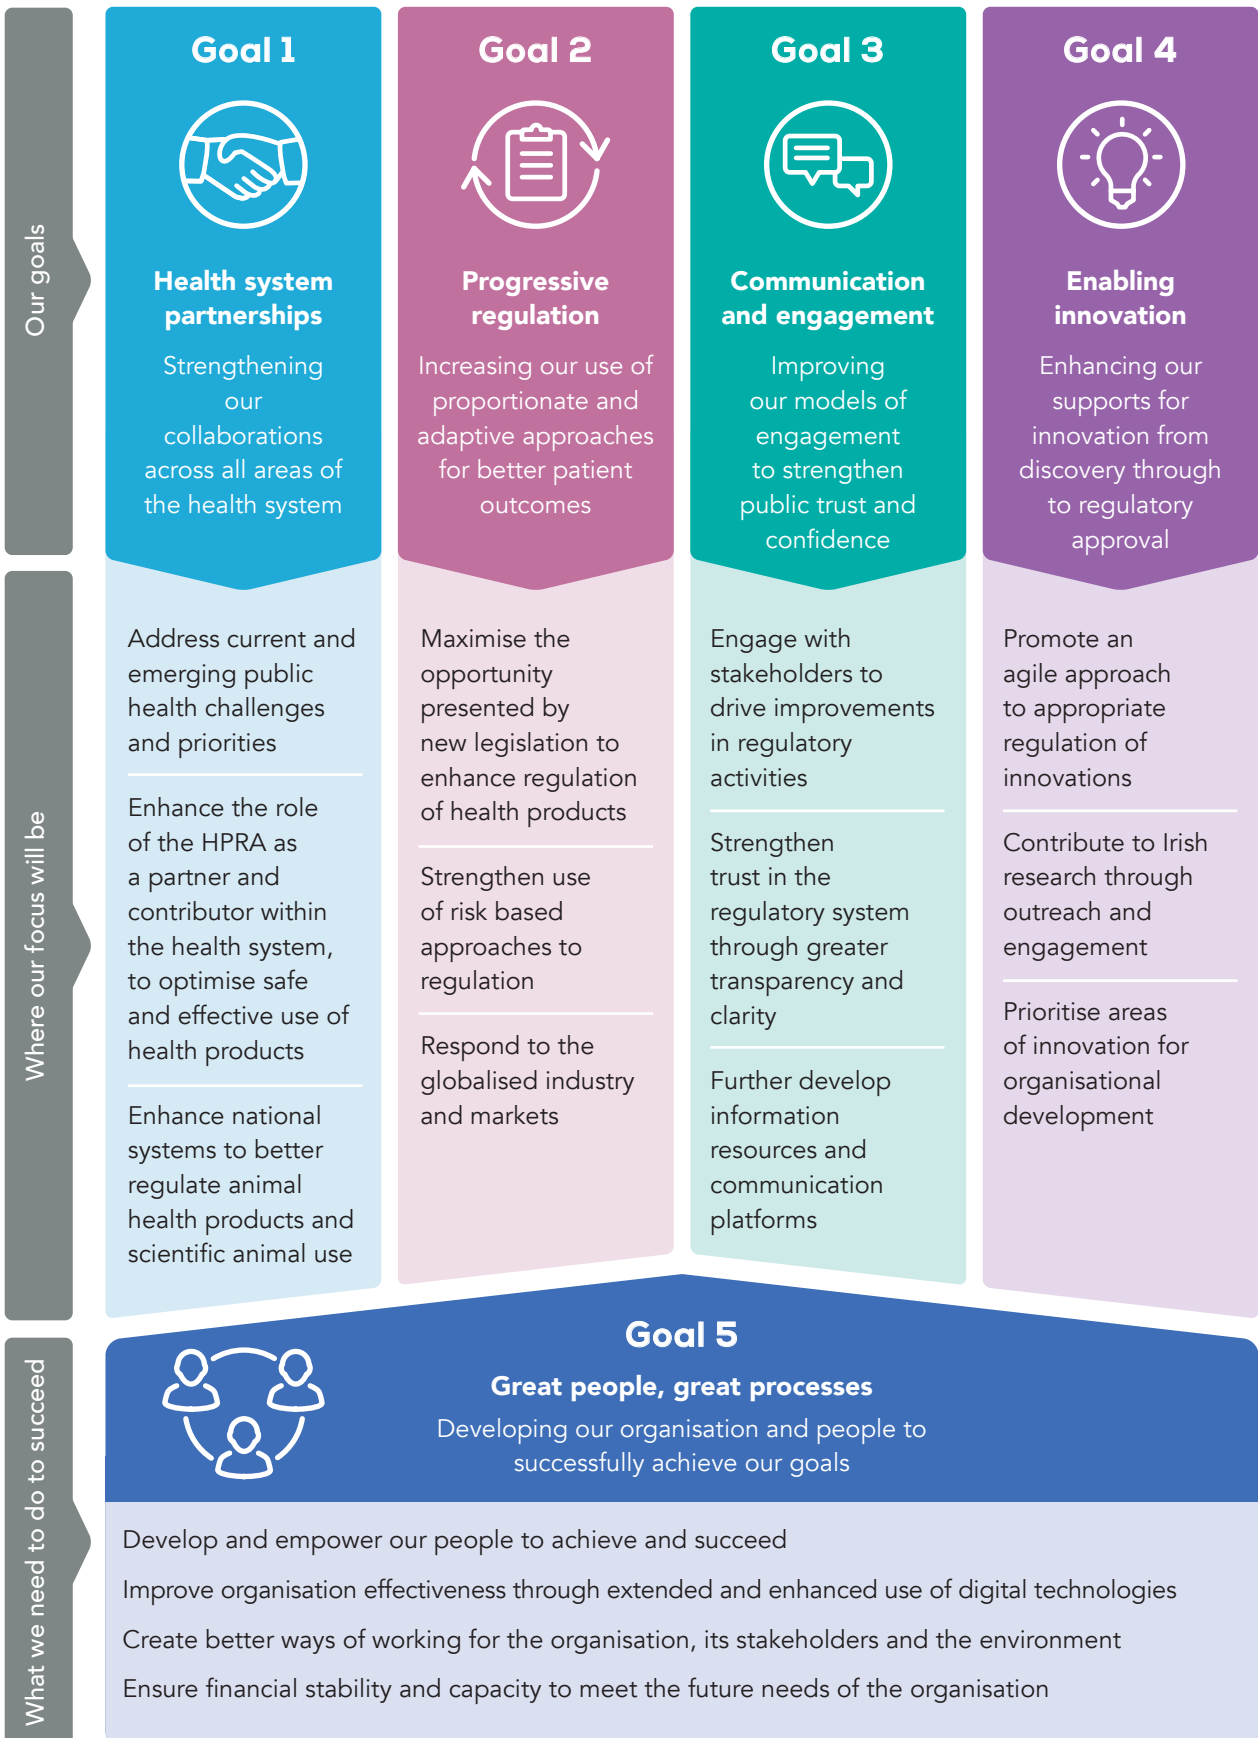 Our goals
Goal 1
Health system
partnerships
Strengthening
our
collaborations
across all areas of
the health system
Goal 2
Progressive
regulation
Increasing our use of
proportionate and
adaptive approaches
for better patient
outcomes
Goal 3
Communication
and engagement
Improving
our models of
engagement
to strengthen
public trust and
confidence
Goal 4
Enabling
innovation
Enhancing our
supports for
innovation from
discovery through
to regulatory
approval
Where our focus will be
Address current and
emerging public
health challenges
and priorities
Enhance the role
of the HPRA as
a partner and
contributor within
the health system,
to optimise safe
and effective use of
health products
Enhance national
systems to better
regulate animal
health products and
scientific animal use
Maximise the
opportunity
presented by
new legislation to
enhance regulation
of health products
Strengthen use
of risk based
approaches to
regulation
Respond to the
globalised industry
and markets
Engage with
stakeholders to
drive improvements
in regulatory
activities
Strengthen
trust in the
regulatory system
through greater
transparency and
clarity
Further develop
information
resources and
communication
platforms
Promote an
agile approach
to appropriate
regulation of
innovations
Contribute to Irish
research through
outreach and
engagement
Prioritise areas
of innovation for
organisational
development
What we need to do to succeed
Goal 5
Great people, great processes
Developing our organisation and people to
successfully achieve our goals
Develop and empower our people to achieve and succeed
Improve organisation effectiveness through extended and enhanced use of digital technologies
Create better ways of working for the organisation, its stakeholders and the environment
Ensure financial stability and capacity to meet the future needs of the organisation